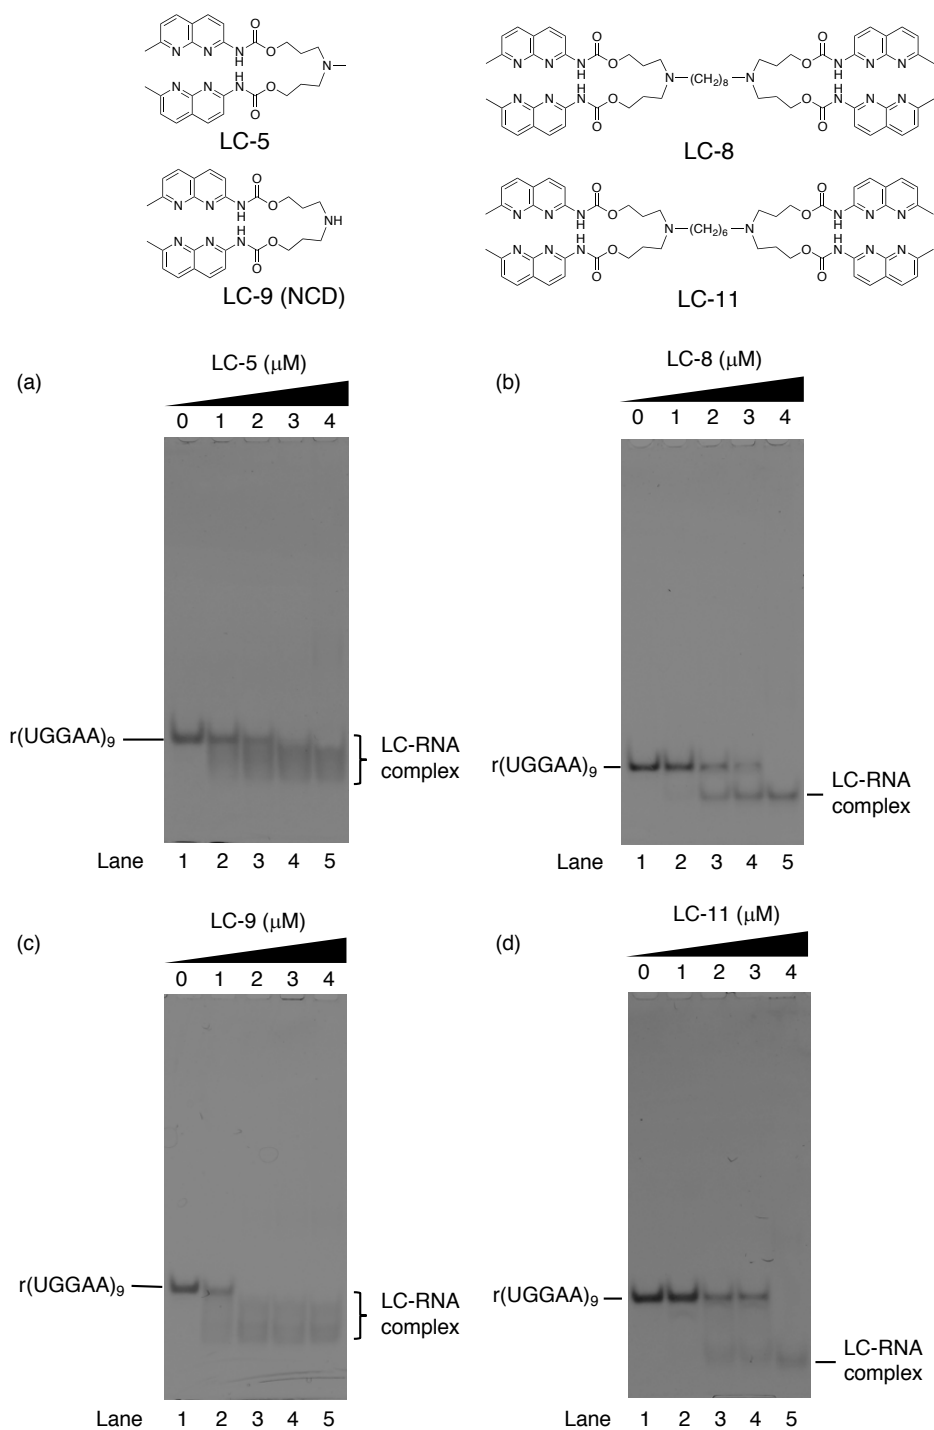 LC-5
LC-8
LC-9 (NCD)
LC-11
(a)
LC-5 (μM)
0 1 2 3 4
r(UGGAA)9
LC-RNA
complex
Lane 1 2 3 4 5
(b)
LC-8 (μM)
0 1 2 3 4
r(UGGAA)9
LC-RNA
complex
Lane 1 2 3 4 5
(c)
LC-9 (μM)
0 1 2 3 4
r(UGGAA)9
LC-RNA
complex
Lane 1 2 3 4 5
(d)
LC-11 (μM)
0 1 2 3 4
r(UGGAA)9
LC-RNA
complex
Lane 1 2 3 4 5